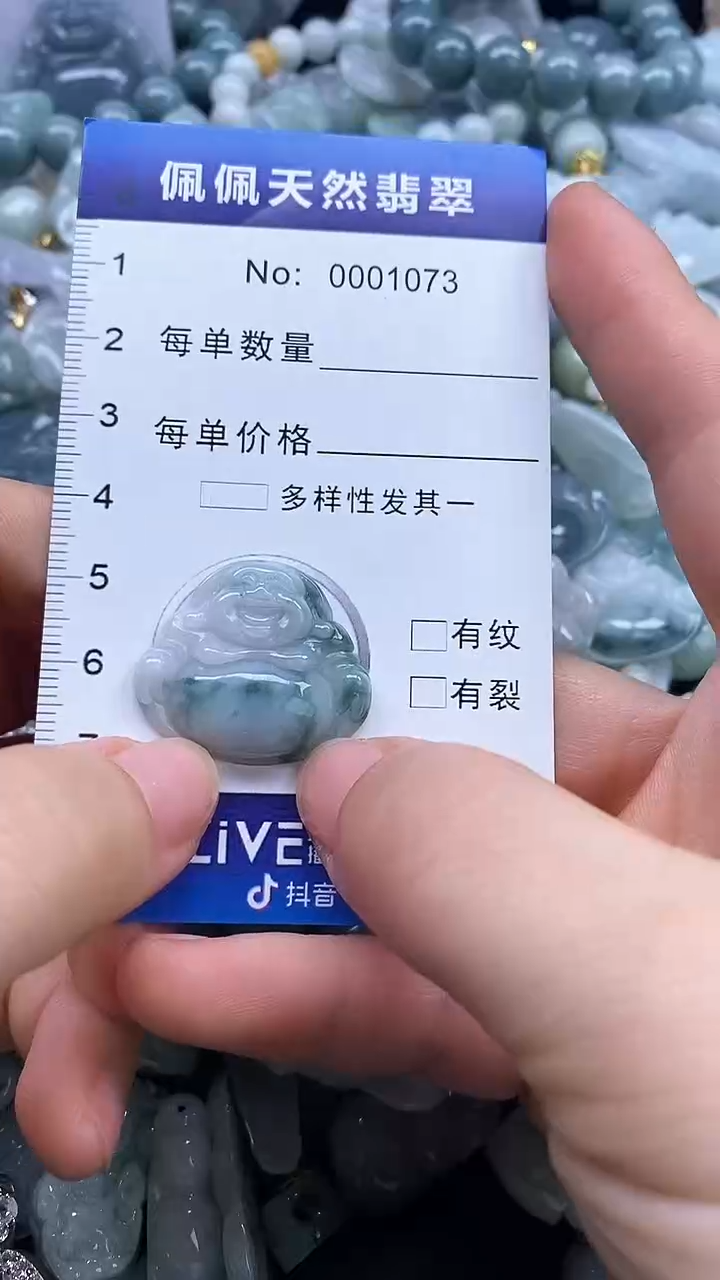 佩佩天然翡翠
No: 0001073
1
2
每单数量
3
每单价格
4
多样性发其一
5
有纹
6
有裂
LiVE
抖音